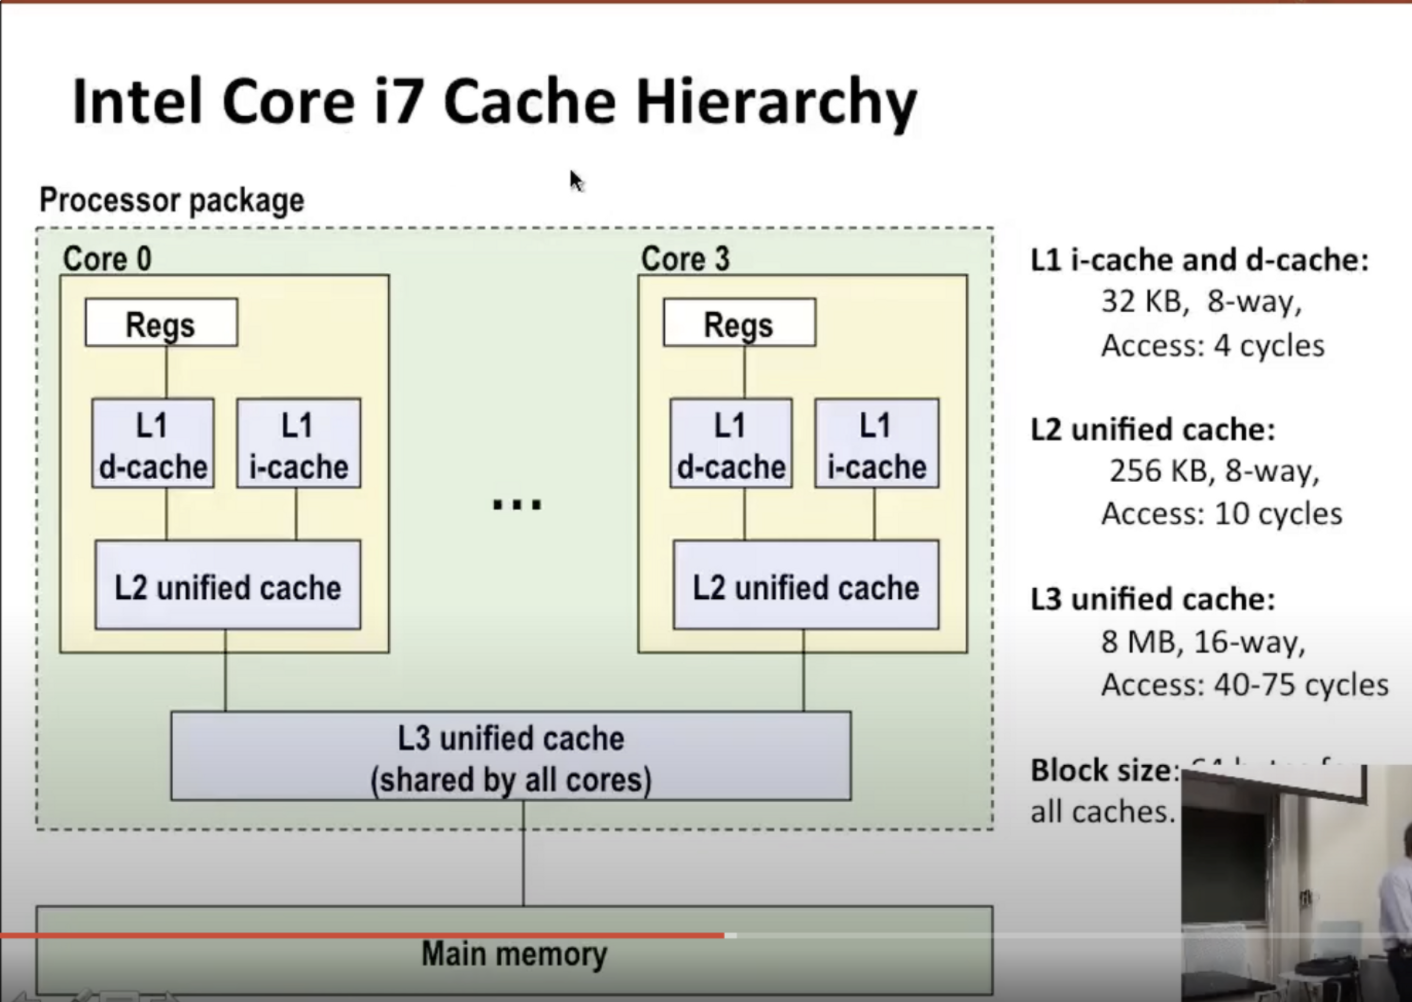 Intel Core i7 Cache Hierarchy
Processor package
Core 0
Regs
L1
d-cache
L1
i-cache
L2 unified cache
...
Core 3
Regs
L1
d-cache
L1
i-cache
L2 unified cache
L3 unified cache
(shared by all cores)
Main memory
L1 i-cache and d-cache:
32 KB, 8-way,
Access: 4 cycles
L2 unified cache:
256 KB, 8-way,
Access: 10 cycles
L3 unified cache:
8 MB, 16-way,
Access: 40-75 cycles
Block size:
all caches.